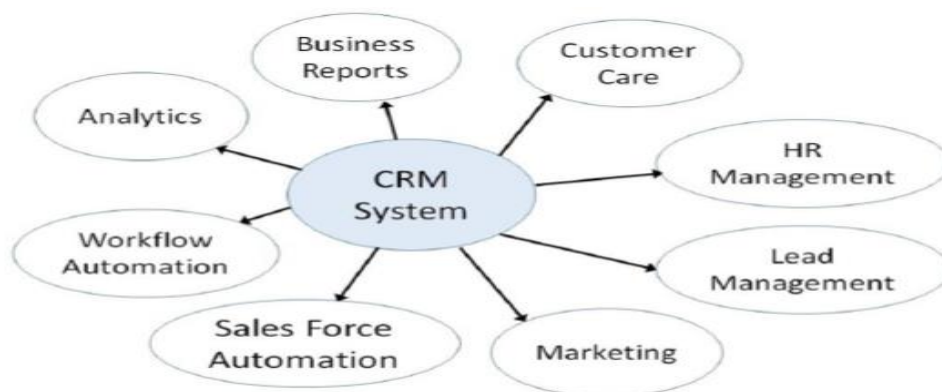 Business
Reports
Customer
Care
Analytics
HR
Management
CRM
System
Workflow
Automation
Lead
Management
Sales Force
Automation
Marketing